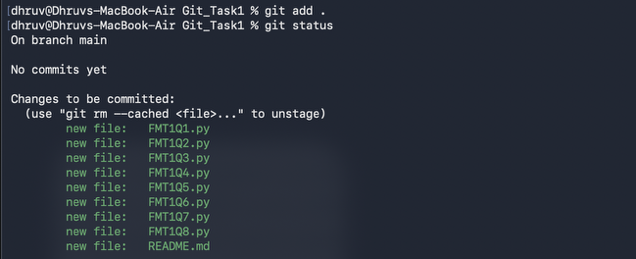 [dhruv@Dhruvs-MacBook-Air Git_Task1 % git add .
[dhruv@Dhruvs-MacBook-Air Git_Task1 % git status
On branch main

No commits yet

Changes to be committed:
  (use "git rm --cached <file>..." to unstage)
        new file:   FMT1Q1.py
        new file:   FMT1Q2.py
        new file:   FMT1Q3.py
        new file:   FMT1Q4.py
        new file:   FMT1Q5.py
        new file:   FMT1Q6.py
        new file:   FMT1Q7.py
        new file:   FMT1Q8.py
        new file:   README.md